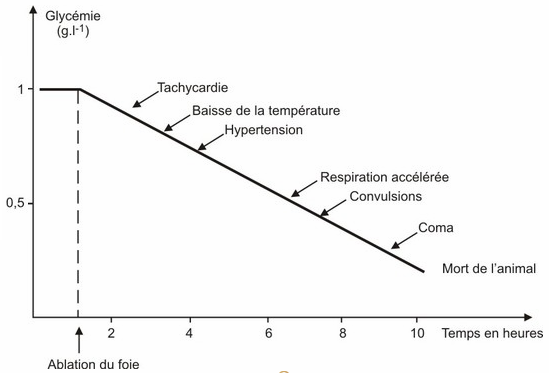 Glycémie
(g.l-1)
1
Tachycardie
Baisse de la température
Hypertension
Respiration accélérée
Convulsions
0,5
Coma
Mort de l'animal
2 4 6 8 10 Temps en heures
Ablation du foie